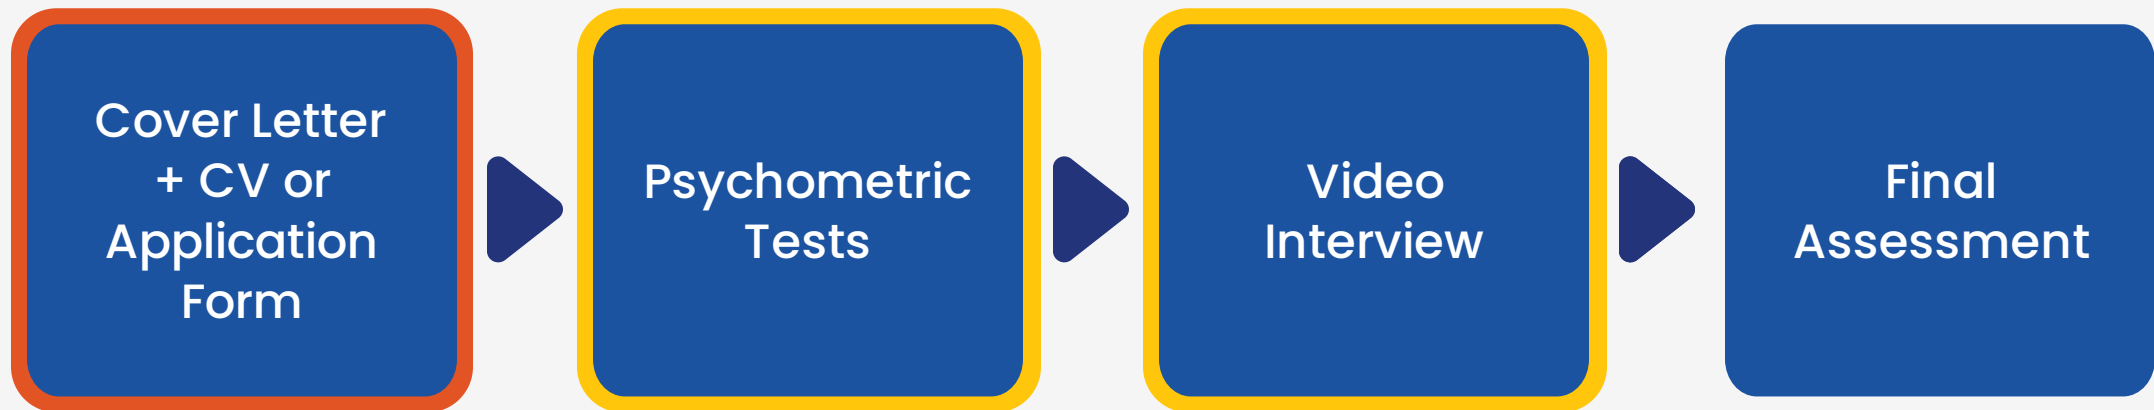 Cover Letter
+ CV or
Application
Form
Psychometric
Tests
Video
Interview
Final
Assessment